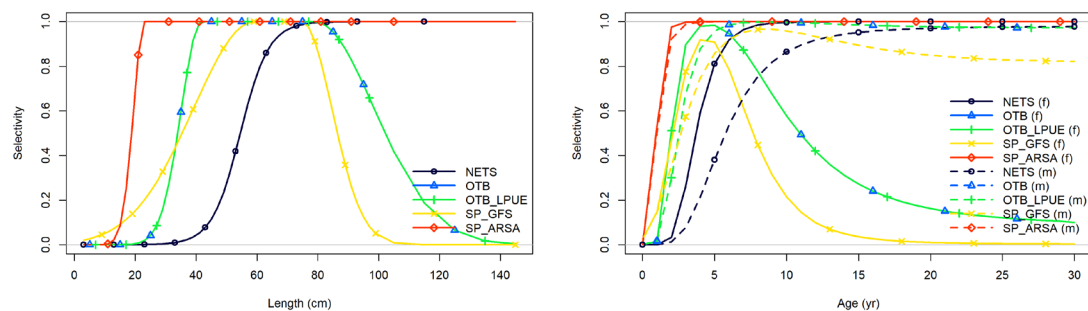 Selectivity
1.0
0.8
0.6
0.4
0.2
0.0
NETS
OTB
OTB_LPUE
SP_GFS
SP_ARSA
0 20 40 60 80 100 120 140
Length (cm)
Selectivity
1.0
0.8
0.6
0.4
0.2
0.0
NETS (f)
OTB (f)
OTB_LPUE (f)
SP_GFS (f)
SP_ARSA (f)
NETS (m)
OTB (m)
OTB_LPUE (m)
SP_GFS (m)
SP_ARSA (m)
0 5 10 15 20 25 30
Age (yr)